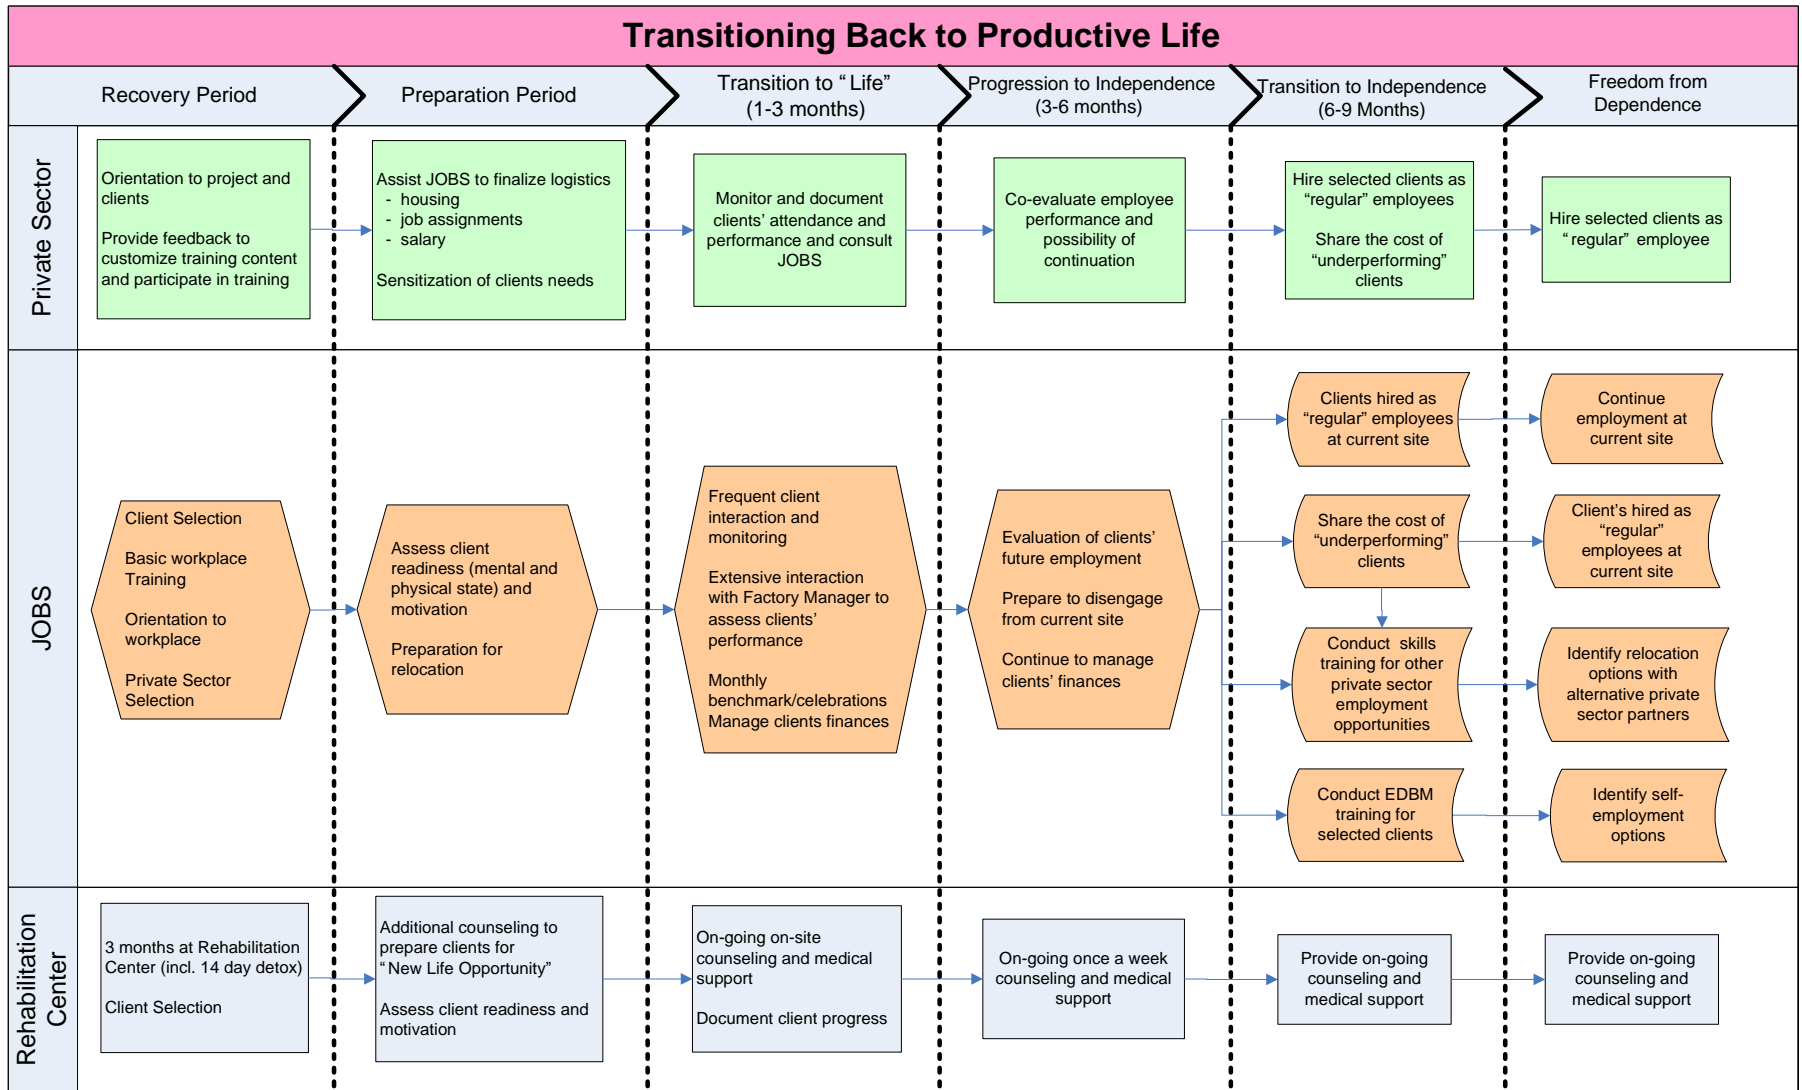 Transitioning Back to Productive Life
Recovery Period
Preparation Period
Transition to “ Life”
(1-3 months)
Progression to Independence
(3-6 months)
Transition to Independence
(6-9 Months)
Freedom from
Dependence
Private Sector
Orientation to project and
clients
Provide feedback to
customize training content
and participate in training
Assist JOBS to finalize logistics
- housing
- job assignments
- salary
Sensitization of clients needs
Monitor and document
clients’ attendance and
performance and consult
JOBS
Co-evaluate employee
performance and
possibility of
continuation
Hire selected clients as
“regular” employees
Share the cost of
“underperforming”
clients
Hire selected clients as
“ regular” employee
JOBS
Client Selection
Basic workplace
Training
Orientation to
workplace
Private Sector
Selection
Assess client
readiness (mental and
physical state) and
motivation
Preparation for
relocation
Frequent client
interaction and
monitoring
Extensive interaction
with Factory Manager to
assess clients’
performance
Monthly
benchmark/celebrations
Manage clients finances
Evaluation of clients’
future employment
Prepare to disengage
from current site
Continue to manage
clients’ finances
Clients hired as
“regular” employees
at current site
Continue
employment at
current site
Share the cost of
“underperforming”
clients
Client’s hired as
“regular”
employees at
current site
Conduct skills
training for other
private sector
employment
opportunities
Identify relocation
options with
alternative private
sector partners
Conduct EDBM
training for
selected clients
Identify self-
employment
options
Rehabilitation
Center
3 months at Rehabilitation
Center (incl. 14 day detox)
Client Selection
Additional counseling to
prepare clients for
“ New Life Opportunity”
Assess client readiness and
motivation
On-going on-site
counseling and medical
support
Document client progress
On-going once a week
counseling and medical
support
Provide on-going
counseling and
medical support
Provide on-going
counseling and
medical support